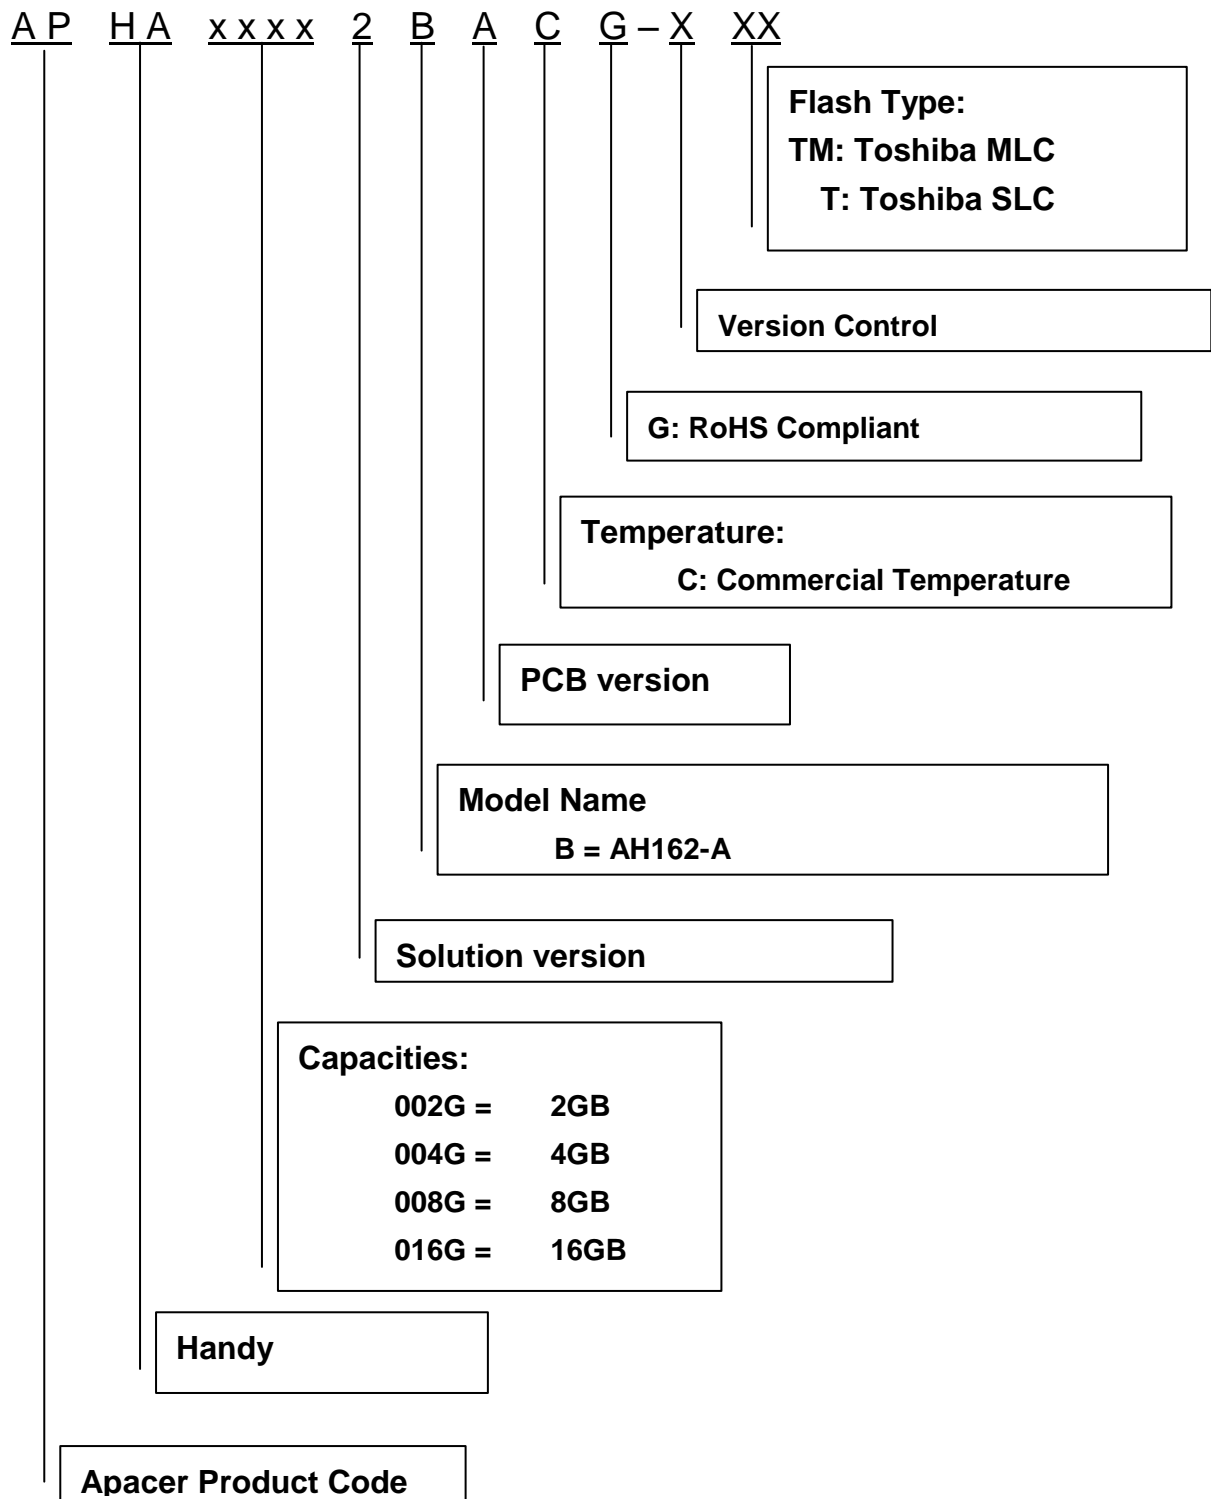 A P H A x x x x 2 B A C G – X XX
Flash Type:
TM: Toshiba MLC
T: Toshiba SLC
Version Control
G: RoHS Compliant
Temperature:
C: Commercial Temperature
PCB version
Model Name
B = AH162-A
Solution version
Capacities:
002G = 2GB
004G = 4GB
008G = 8GB
016G = 16GB
Handy
Apacer Product Code